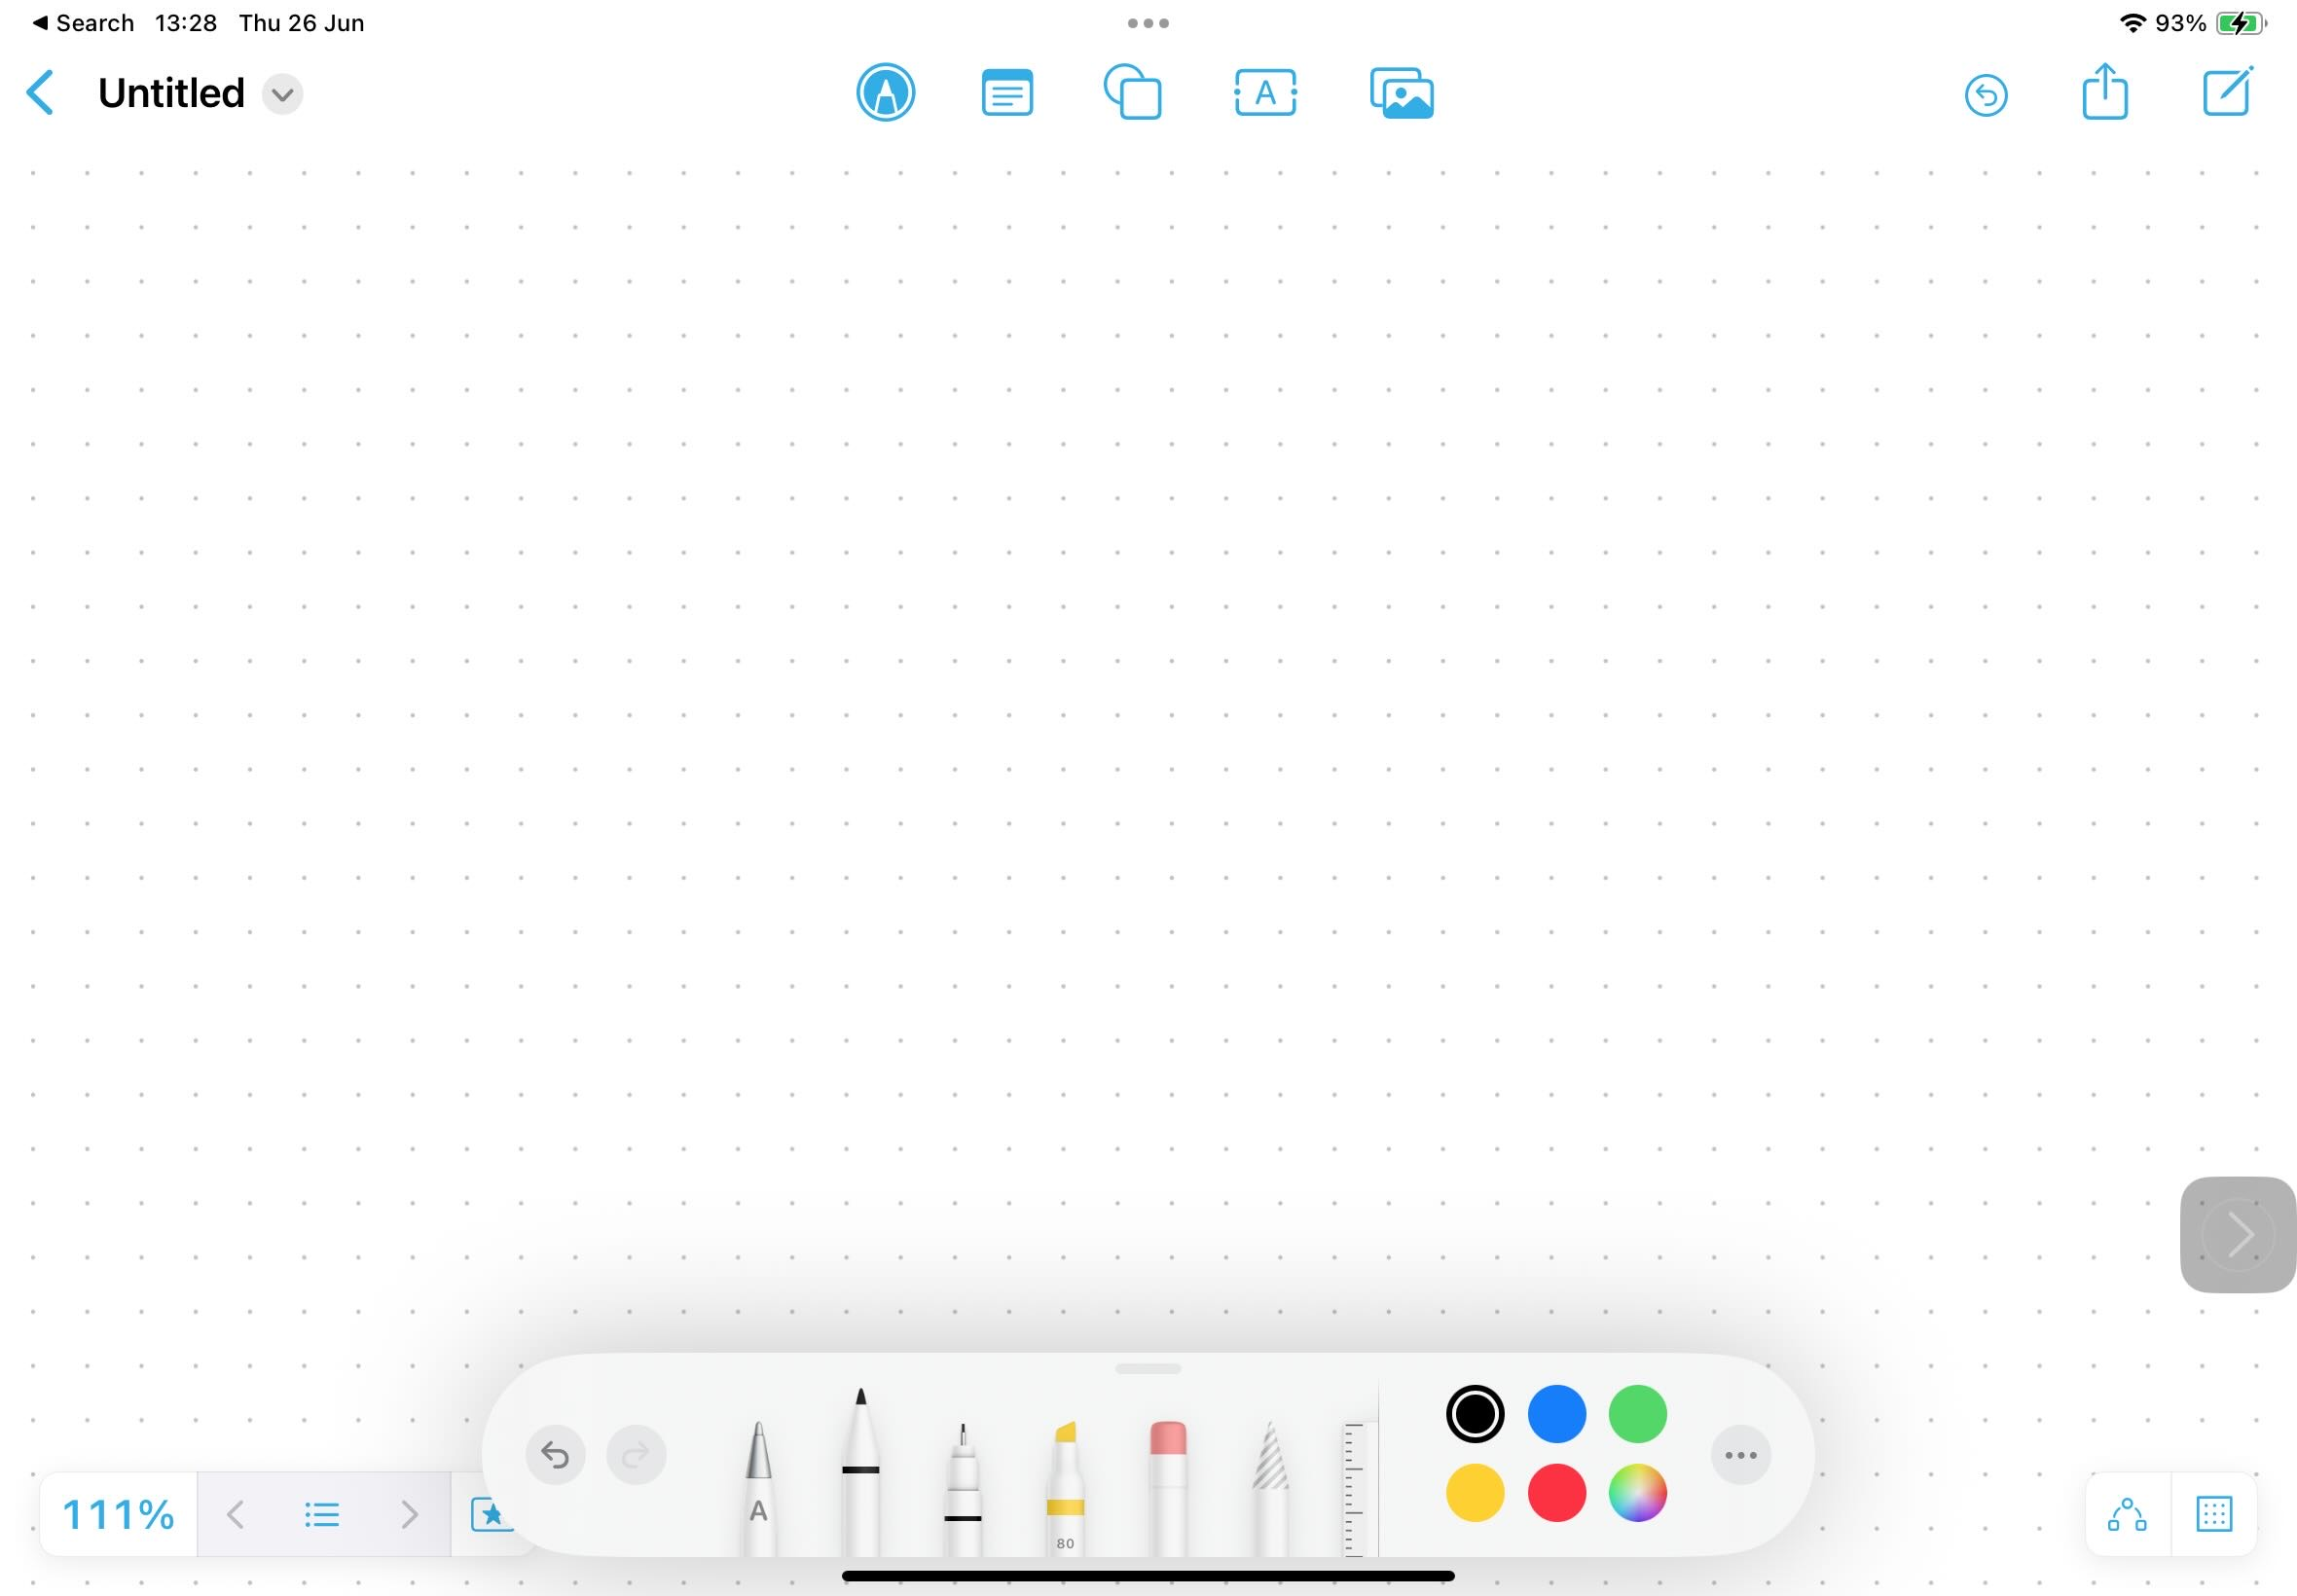 ◀ Search 13:28 Thu 26 Jun 93%
Untitled
A
A
80
111%